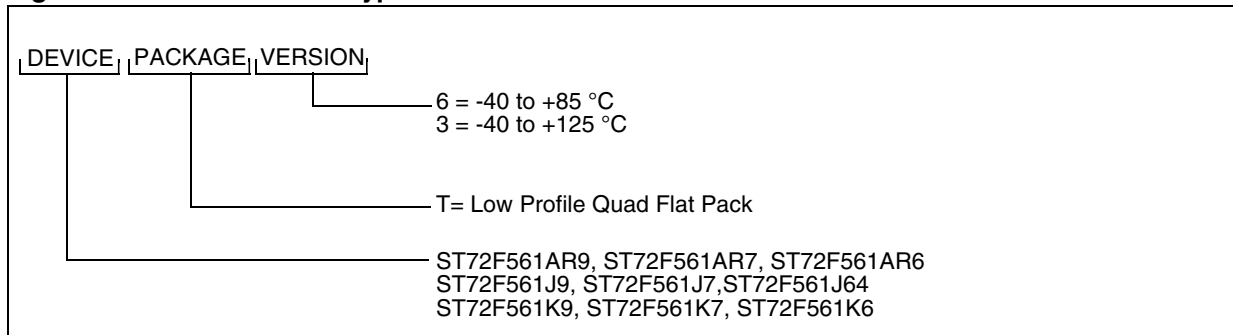 DEVICE PACKAGE VERSION
6 = -40 to +85 °C
3 = -40 to +125 °C
T= Low Profile Quad Flat Pack
ST72F561AR9, ST72F561AR7, ST72F561AR6
ST72F561J9, ST72F561J7,ST72F561J64
ST72F561K9, ST72F561K7, ST72F561K6